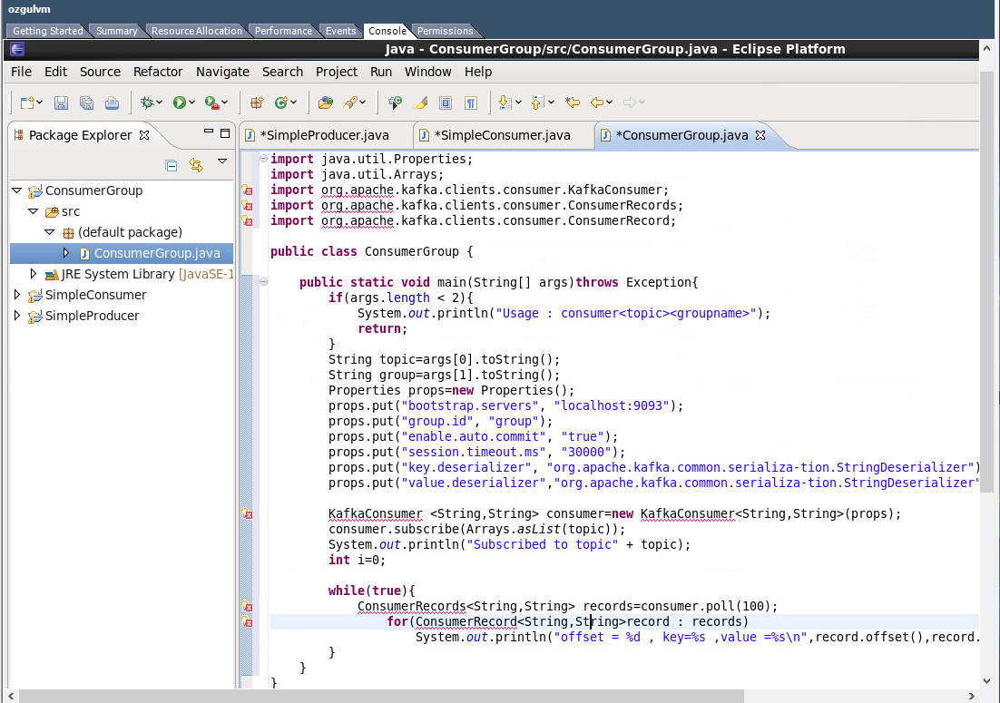 ozgulvm
Getting Started Summary Resource Allocation Performance Events Console Permissions
Java - ConsumerGroup/src/ConsumerGroup.java - Eclipse Platform
File Edit Source Refactor Navigate Search Project Run Window Help
Package Explorer
*SimpleProducer.java *SimpleConsumer.java *ConsumerGroup.java
ConsumerGroup
src
(default package)
ConsumerGroup.java
JRE System Library [JavaSE-1
SimpleConsumer
SimpleProducer
import java.util.Properties;
import java.util.Arrays;
import org.apache.kafka.clients.consumer.KafkaConsumer;
import org.apache.kafka.clients.consumer.ConsumerRecords;
import org.apache.kafka.clients.consumer.ConsumerRecord;
public class ConsumerGroup {
public static void main(String[] args)throws Exception{
if(args.length < 2){
System.out.println("Usage : consumer<topic><groupname>");
return;
}
String topic=args[0].toString();
String group=args[1].toString();
Properties props=new Properties();
props.put("bootstrap.servers", "localhost:9093");
props.put("group.id", "group");
props.put("enable.auto.commit", "true");
props.put("session.timeout.ms", "30000");
props.put("key.deserializer", "org.apache.kafka.common.serializa-tion.StringDeserializer")
props.put("value.deserializer","org.apache.kafka.common.serializa-tion.StringDeserializer"
KafkaConsumer <String,String> consumer=new KafkaConsumer<String,String>(props);
consumer.subscribe(Arrays.asList(topic));
System.out.println("Subscribed to topic" + topic);
int i=0;
while(true){
ConsumerRecords<String,String> records=consumer.poll(100);
for(ConsumerRecord<String,String>record : records)
System.out.println("offset = %d , key=%s ,value =%s\n",record.offset(),record.
}
}
}